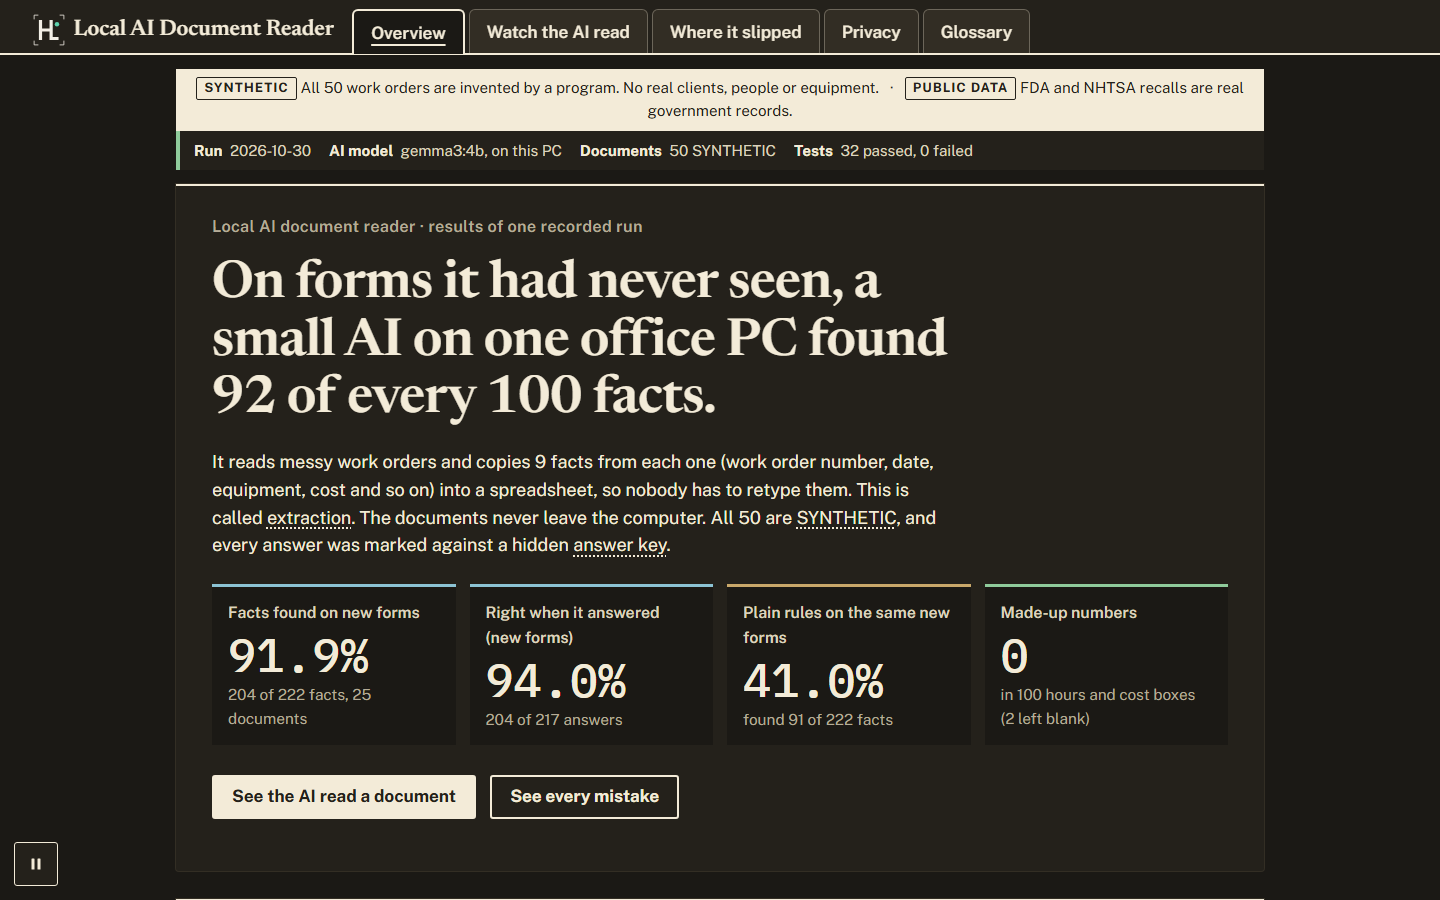 HL Local AI Document Reader Overview Watch the AI read Where it slipped Privacy Glossary
SYNTHETIC All 50 work orders are invented by a program. No real clients, people or equipment. · PUBLIC DATA FDA and NHTSA recalls are real
government records.
Run 2026-10-30 AI model gemma3:4b, on this PC Documents 50 SYNTHETIC Tests 32 passed, 0 failed
Local AI document reader · results of one recorded run
On forms it had never seen, a
small AI on one office PC found
92 of every 100 facts.
It reads messy work orders and copies 9 facts from each one (work order number, date,
equipment, cost and so on) into a spreadsheet, so nobody has to retype them. This is
called extraction. The documents never leave the computer. All 50 are SYNTHETIC, and
every answer was marked against a hidden answer key.
Facts found on new forms
91.9%
204 of 222 facts, 25
documents
Right when it answered
(new forms)
94.0%
204 of 217 answers
Plain rules on the same new
forms
41.0%
found 91 of 222 facts
Made-up numbers
0
in 100 hours and cost boxes
(2 left blank)
See the AI read a document
See every mistake